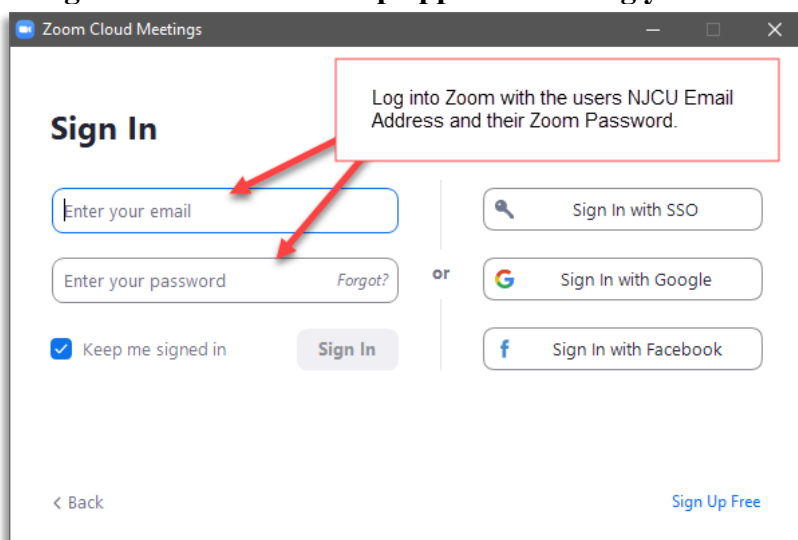 Zoom Cloud Meetings
Log into Zoom with the users NJCU Email
Address and their Zoom Password.
Sign In
Enter your email
Enter your password Forgot?
Keep me signed in Sign In
or
Sign In with SSO
Sign In with Google
Sign In with Facebook
< Back
Sign Up Free